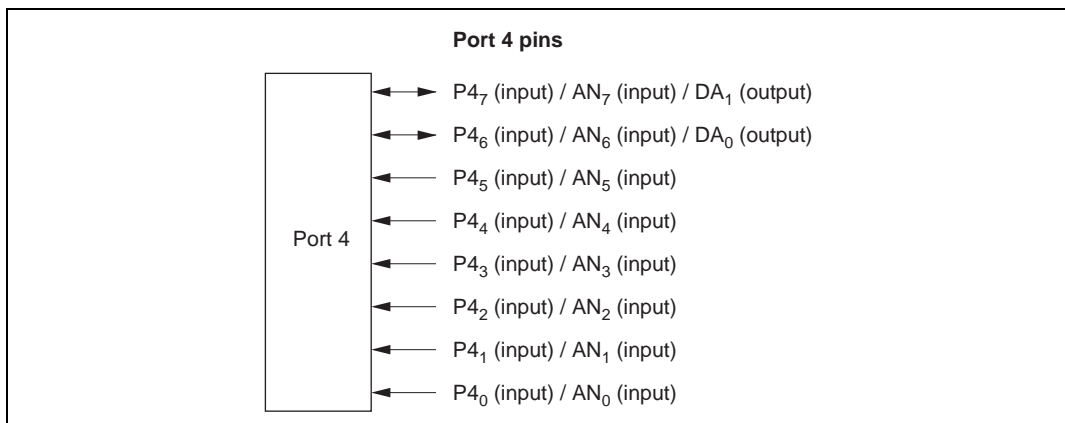 Port 4 pins
P4₇ (input) / AN₇ (input) / DA₁ (output)
P4₆ (input) / AN₆ (input) / DA₀ (output)
P4₅ (input) / AN₅ (input)
P4₄ (input) / AN₄ (input)
Port 4
P4₃ (input) / AN₃ (input)
P4₂ (input) / AN₂ (input)
P4₁ (input) / AN₁ (input)
P4₀ (input) / AN₀ (input)